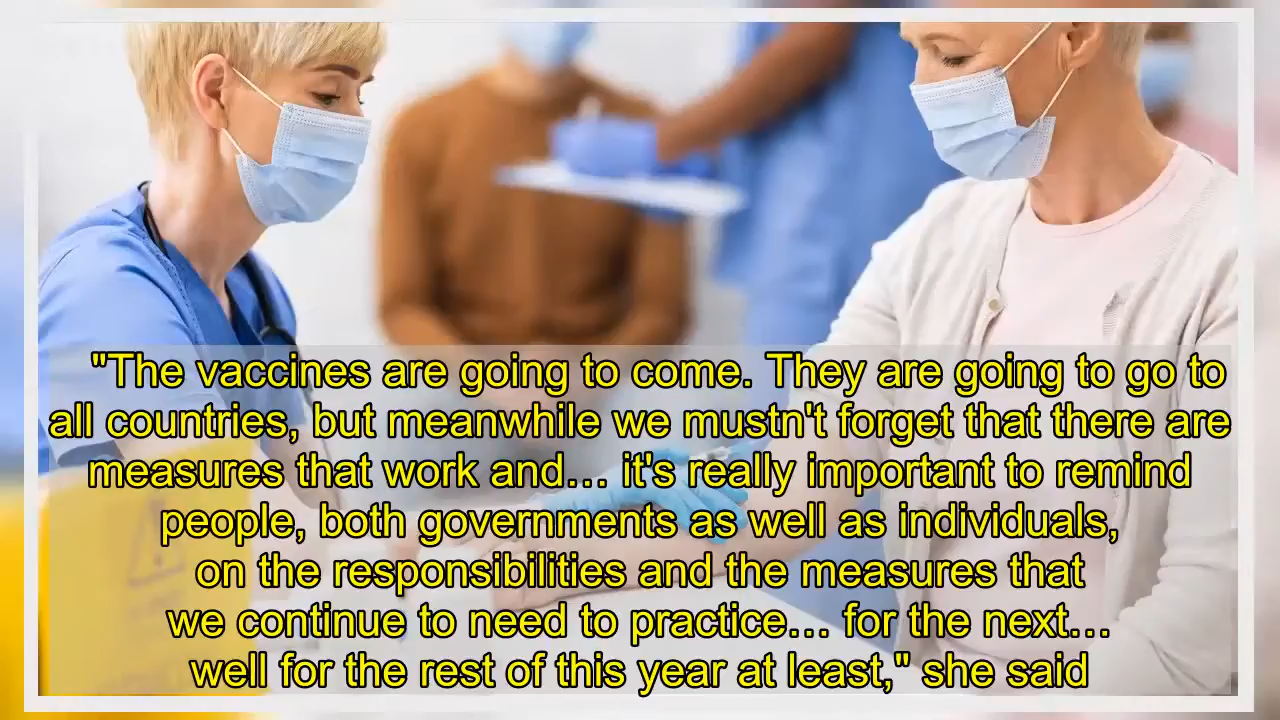 "The vaccines are going to come. They are going to go to
all countries, but meanwhile we mustn't forget that there are
measures that work and… it's really important to remind
people, both governments as well as individuals,
on the responsibilities and the measures that
we continue to need to practice… for the next…
well for the rest of this year at least," she said